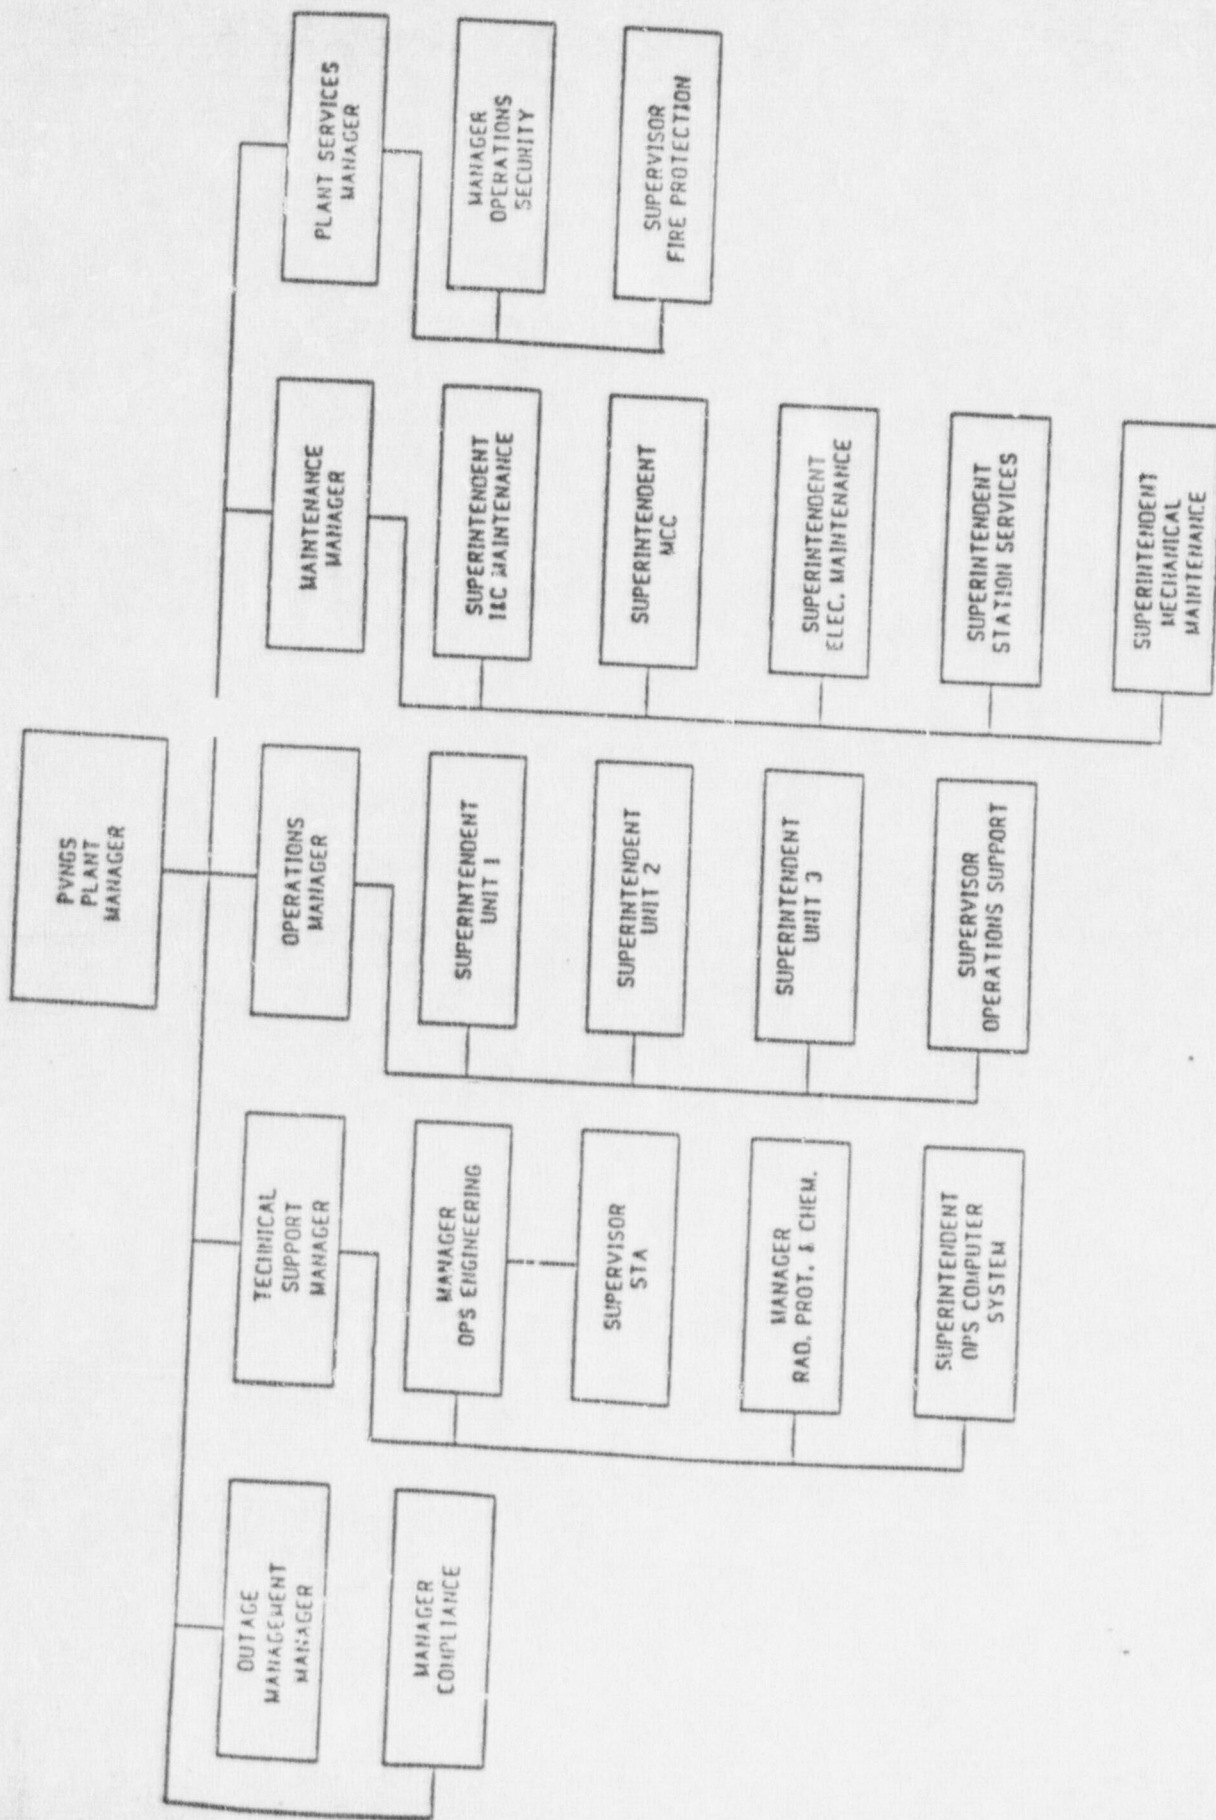 PVNGS
PLANT
MANAGER
OUTAGE
MANAGEMENT
MANAGER
MANAGER
COMPLIANCE
TECHNICAL
SUPPORT
MANAGER
MANAGER
OPS ENGINEERING
SUPERVISOR
STA
MANAGER
RAD. PROT. & CHEM.
SUPERINTENDENT
OPS COMPUTER
SYSTEM
OPERATIONS
MANAGER
SUPERINTENDENT
UNIT 1
SUPERINTENDENT
UNIT 2
SUPERINTENDENT
UNIT 3
SUPERVISOR
OPERATIONS SUPPORT
MAINTENANCE
MANAGER
SUPERINTENDENT
I&C MAINTENANCE
SUPERINTENDENT
MCC
SUPERINTENDENT
ELEC. MAINTENANCE
SUPERINTENDENT
STATION SERVICES
SUPERINTENDENT
MECHANICAL
MAINTENANCE
PLANT SERVICES
MANAGER
MANAGER
OPERATIONS
SECURITY
SUPERVISOR
FIRE PROTECTION